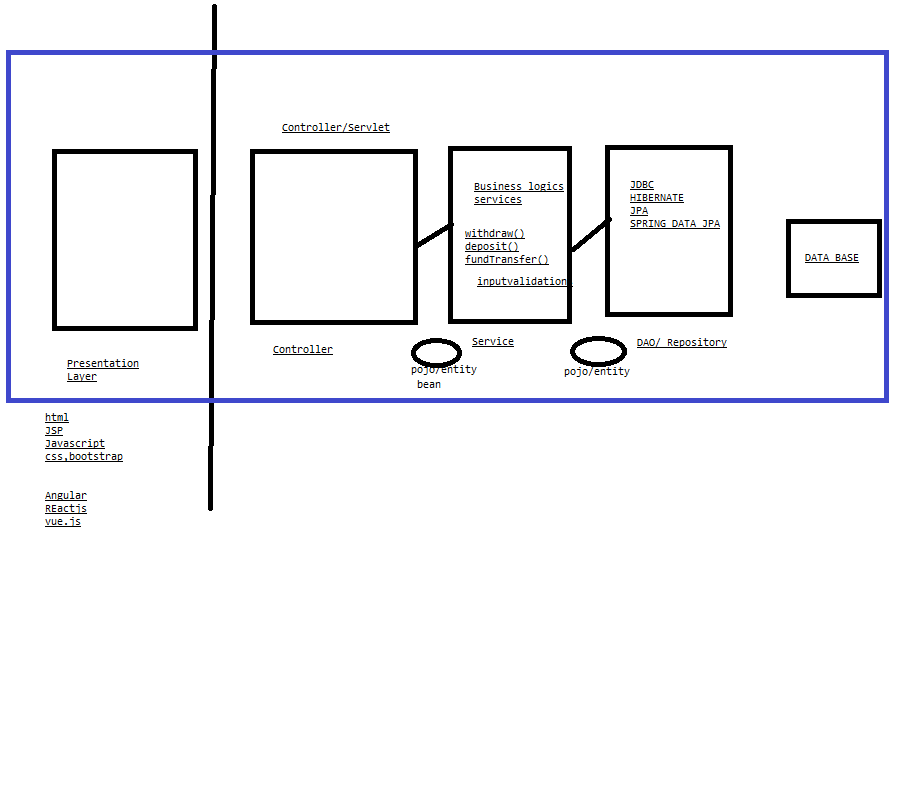 Controller/Servlet
Business logics
services
withdraw()
deposit()
fundTransfer()
inputvalidation
JDBC
HIBERNATE
JPA
SPRING DATA JPA
DATA BASE
Presentation
Layer
Controller
Service
DAO/ Repository
pojo/entity
bean
pojo/entity
html
JSP
Javascript
css,bootstrap
Angular
REactjs
vue.js